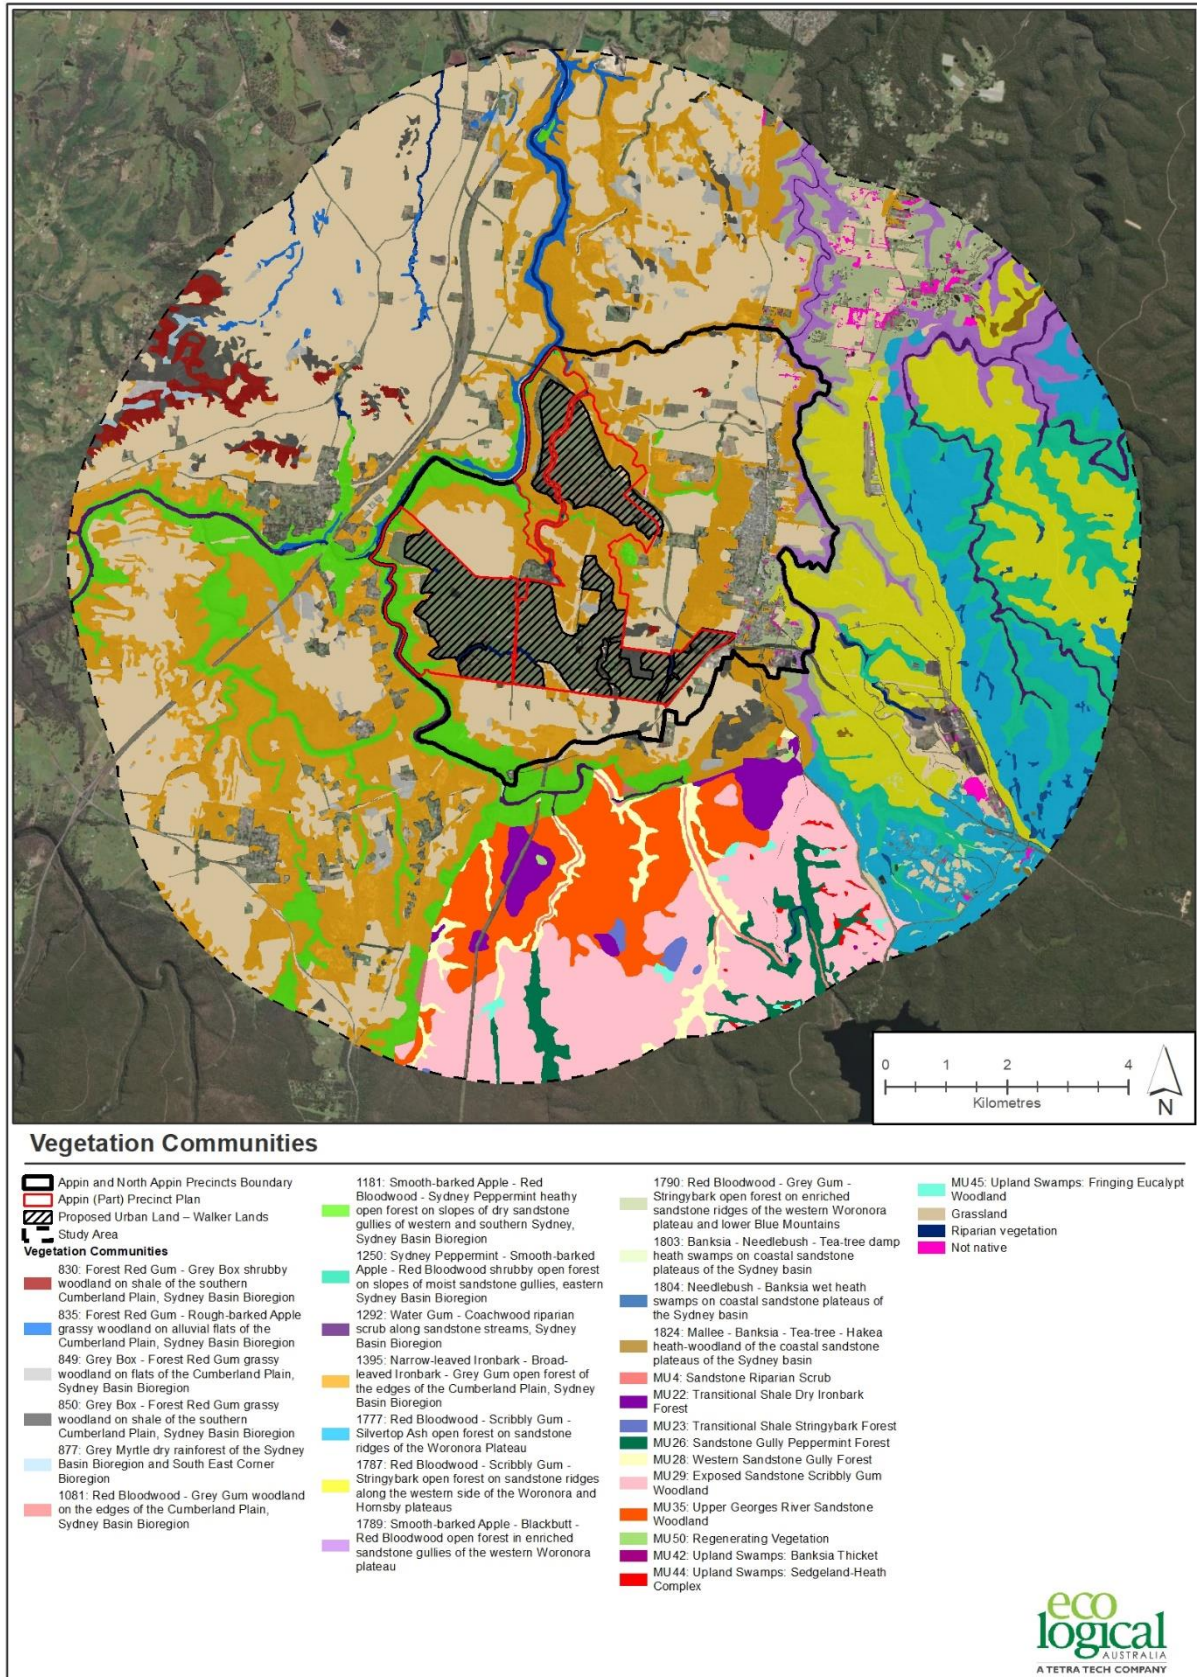 0 1 2 4
Kilometres
N
Vegetation Communities
Appin and North Appin Precincts Boundary
Appin (Part) Precinct Plan
Proposed Urban Land – Walker Lands
Study Area
Vegetation Communities
830: Forest Red Gum - Grey Box shrubby
woodland on shale of the southern
Cumberland Plain, Sydney Basin Bioregion
835: Forest Red Gum - Rough-barked Apple
grassy woodland on alluvial flats of the
Cumberland Plain, Sydney Basin Bioregion
849: Grey Box - Forest Red Gum grassy
woodland on flats of the Cumberland Plain,
Sydney Basin Bioregion
850: Grey Box - Forest Red Gum grassy
woodland on shale of the southern
Cumberland Plain, Sydney Basin Bioregion
877: Grey Myrtle dry rainforest of the Sydney
Basin Bioregion and South East Corner
Bioregion
1081: Red Bloodwood - Grey Gum woodland
on the edges of the Cumberland Plain,
Sydney Basin Bioregion
1181: Smooth-barked Apple - Red
Bloodwood - Sydney Peppermint heathy
open forest on slopes of dry sandstone
gullies of western and southern Sydney,
Sydney Basin Bioregion
1250: Sydney Peppermint - Smooth-barked
Apple - Red Bloodwood shrubby open forest
on slopes of moist sandstone gullies, eastern
Sydney Basin Bioregion
1292: Water Gum - Coachwood riparian
scrub along sandstone streams, Sydney
Basin Bioregion
1395: Narrow-leaved Ironbark - Broad-
leaved Ironbark - Grey Gum open forest of
the edges of the Cumberland Plain, Sydney
Basin Bioregion
1777: Red Bloodwood - Scribbly Gum -
Silvertop Ash open forest on sandstone
ridges of the Woronora Plateau
1787: Red Bloodwood - Scribbly Gum -
Stringybark open forest on sandstone ridges
along the western side of the Woronora and
Hornsby plateaus
1789: Smooth-barked Apple - Blackbutt -
Red Bloodwood open forest in enriched
sandstone gullies of the western Woronora
plateau
1790: Red Bloodwood - Grey Gum -
Stringybark open forest on enriched
sandstone ridges of the western Woronora
plateau and lower Blue Mountains
1803: Banksia - Needlebush - Tea-tree damp
heath swamps on coastal sandstone
plateaus of the Sydney basin
1804: Needlebush - Banksia wet heath
swamps on coastal sandstone plateaus of
the Sydney basin
1824: Mallee - Banksia - Tea-tree - Hakea
heath-woodland of the coastal sandstone
plateaus of the Sydney basin
MU4: Sandstone Riparian Scrub
MU22: Transitional Shale Dry Ironbark
Forest
MU23: Transitional Shale Stringybark Forest
MU26: Sandstone Gully Peppermint Forest
MU28: Western Sandstone Gully Forest
MU29: Exposed Sandstone Scribbly Gum
Woodland
MU35: Upper Georges River Sandstone
Woodland
MU50: Regenerating Vegetation
MU42: Upland Swamps: Banksia Thicket
MU44: Upland Swamps: Sedgeland-Heath
Complex
MU45: Upland Swamps: Fringing Eucalypt
Woodland
Grassland
Riparian vegetation
Not native
eco
logical
AUSTRALIA
A TETRA TECH COMPANY